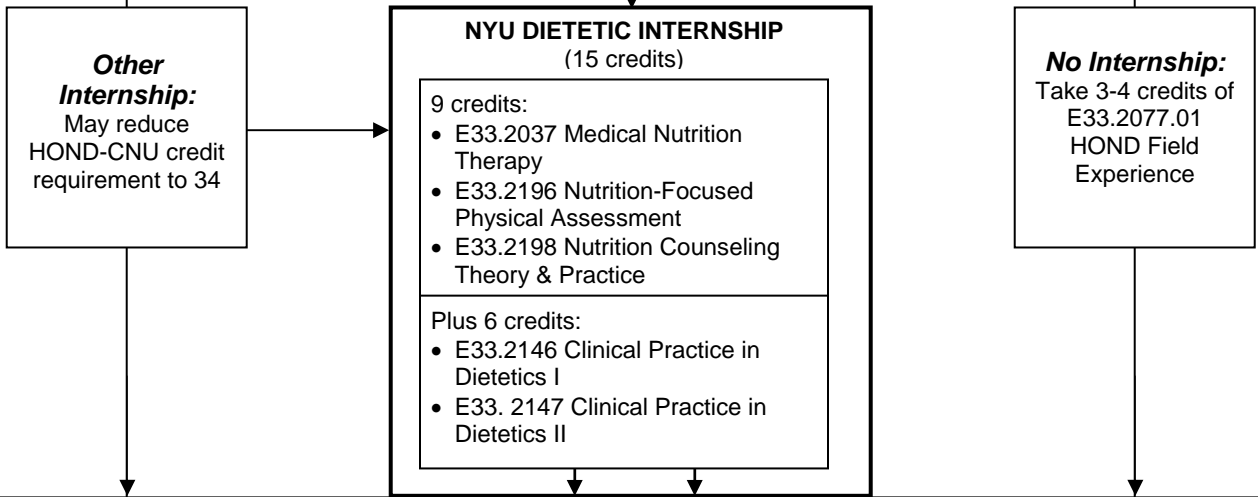 Other
Internship:
May reduce
HOND-CNU credit
requirement to 34
NYU DIETETIC INTERNSHIP
(15 credits)
9 credits:
• E33.2037 Medical Nutrition
Therapy
• E33.2196 Nutrition-Focused
Physical Assessment
• E33.2198 Nutrition Counseling
Theory & Practice
Plus 6 credits:
• E33.2146 Clinical Practice in
Dietetics I
• E33. 2147 Clinical Practice in
Dietetics II
No Internship:
Take 3-4 credits of
E33.2077.01
HOND Field
Experience